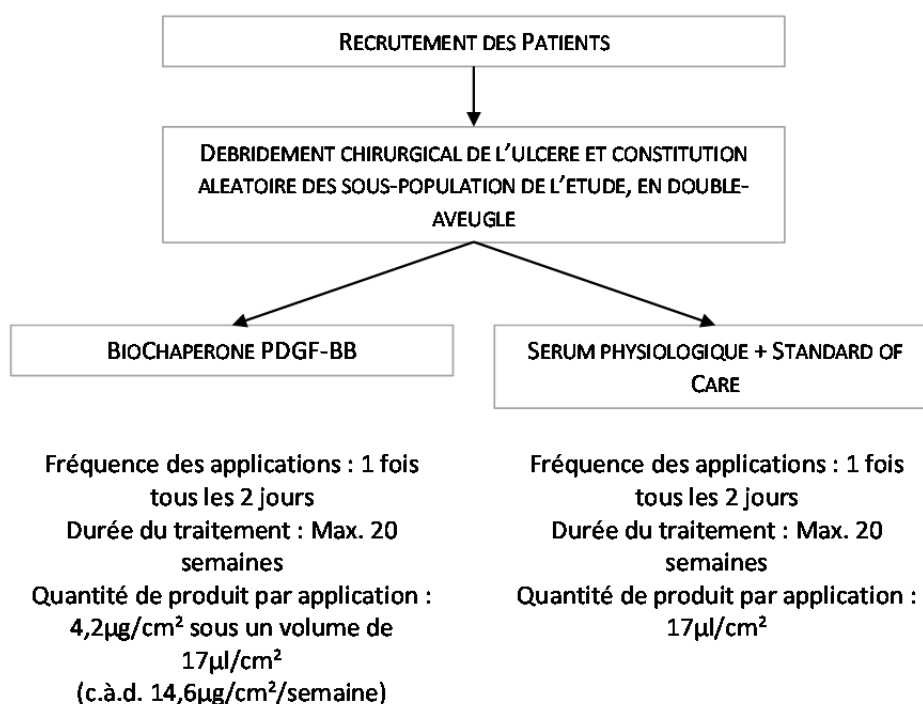 RECRUTEMENT DES PATIENTS
DEBRIDEMENT CHIRURGICAL DE L'ULCERE ET CONSTITUTION
ALEATOIRE DES SOUS-POPULATION DE L'ETUDE, EN DOUBLE-
AVEUGLE
BIOCHAPERONE PDGF-BB
Fréquence des applications : 1 fois
tous les 2 jours
Durée du traitement : Max. 20
semaines
Quantité de produit par application :
4,2µg/cm² sous un volume de
17µl/cm²
(c.à.d. 14,6µg/cm²/semaine)
SERUM PHYSIOLOGIQUE + STANDARD OF
CARE
Fréquence des applications : 1 fois
tous les 2 jours
Durée du traitement : Max. 20
semaines
Quantité de produit par application :
17µl/cm²